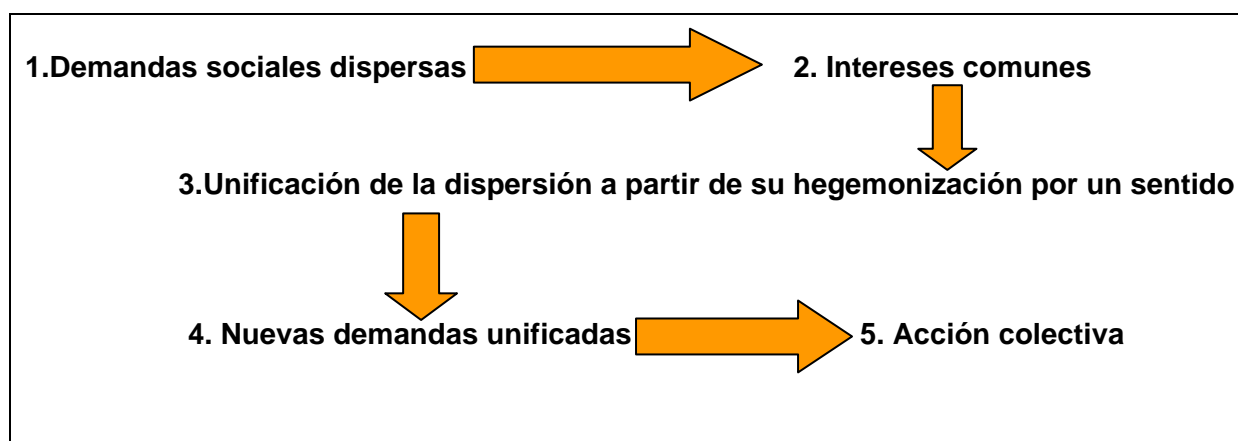 1.Demandas sociales dispersas
2. Intereses comunes
3.Unificación de la dispersión a partir de su hegemonización por un sentido
4. Nuevas demandas unificadas
5. Acción colectiva